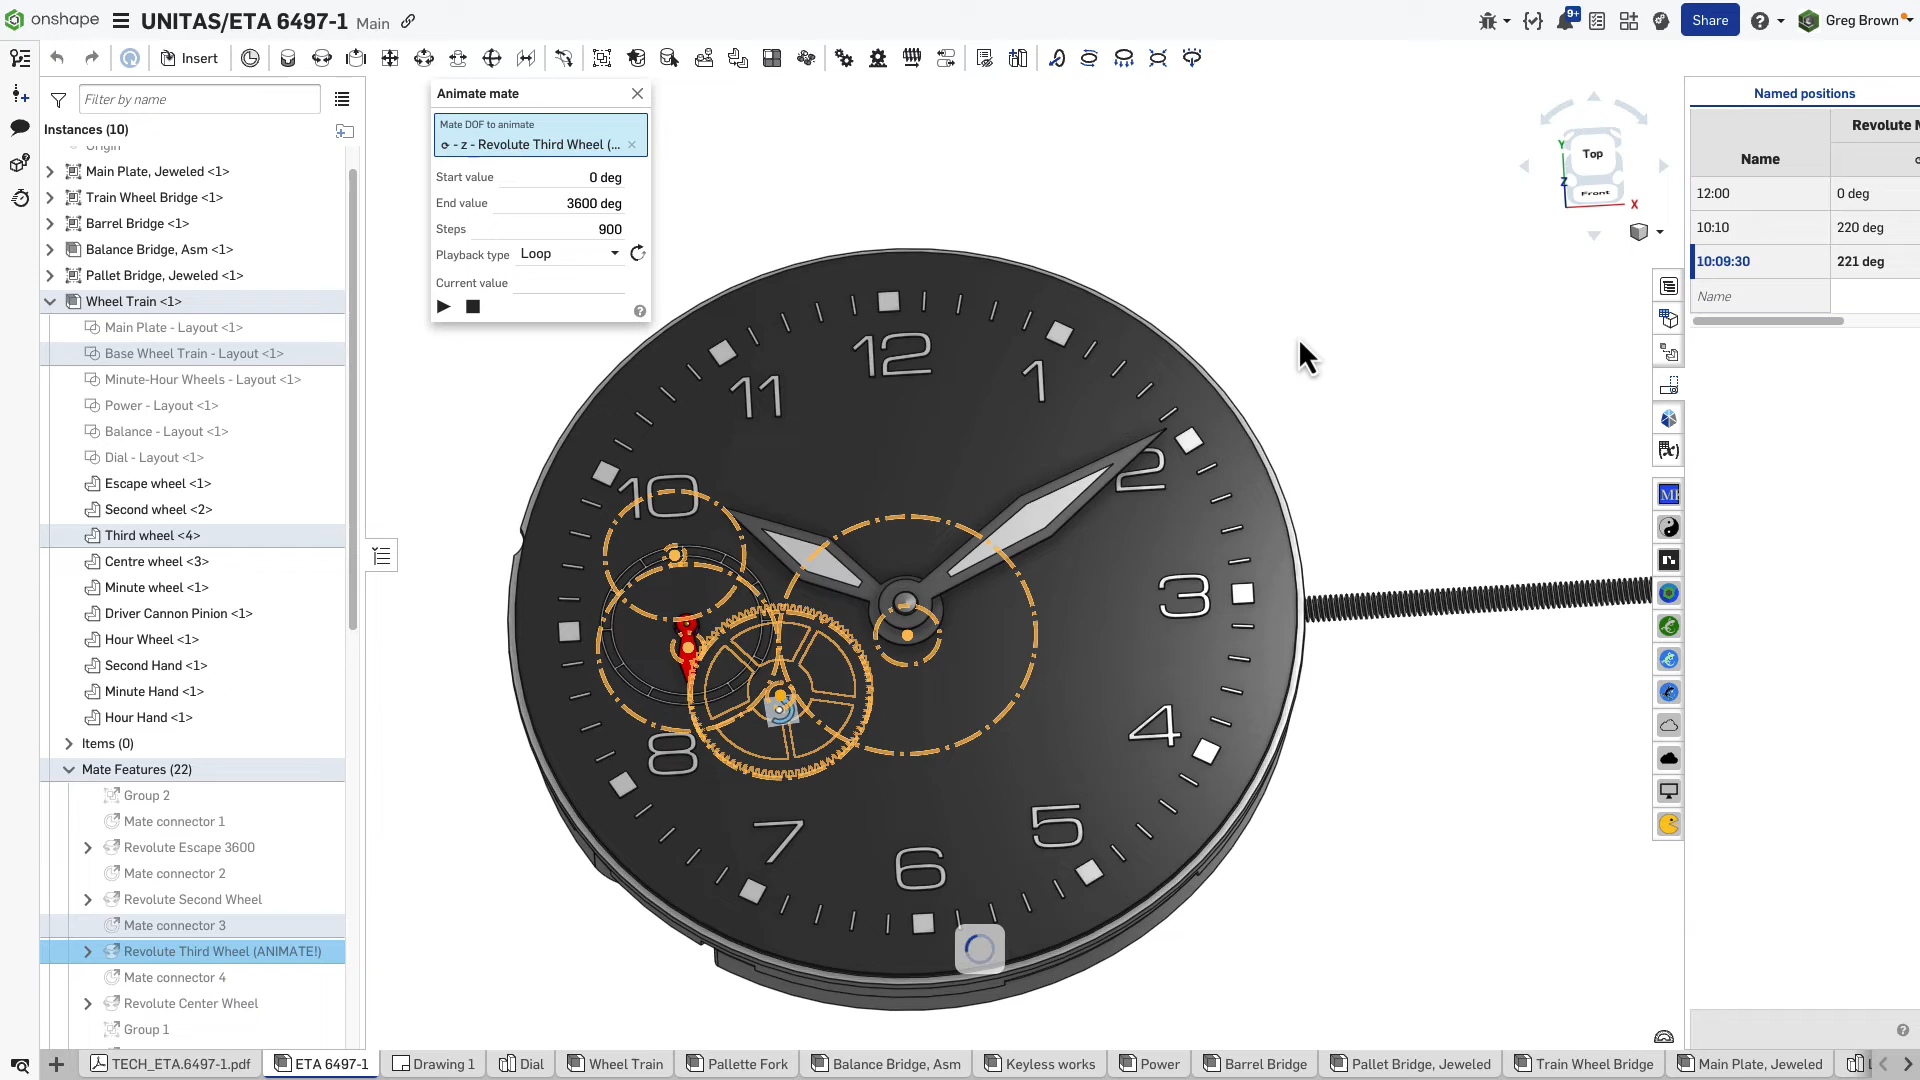 onshape
UNITAS/ETA 6497-1 Main
9+
Share
Greg Brown
Insert
Filter by name
Instances (10)
Origin
Main Plate, Jeweled <1>
Train Wheel Bridge <1>
Barrel Bridge <1>
Balance Bridge, Asm <1>
Pallet Bridge, Jeweled <1>
Wheel Train <1>
Main Plate - Layout <1>
Base Wheel Train - Layout <1>
Minute-Hour Wheels - Layout <1>
Power - Layout <1>
Balance - Layout <1>
Dial - Layout <1>
Escape wheel <1>
Second wheel <2>
Third wheel <4>
Centre wheel <3>
Minute wheel <1>
Driver Cannon Pinion <1>
Hour Wheel <1>
Second Hand <1>
Minute Hand <1>
Hour Hand <1>
Items (0)
Mate Features (22)
Group 2
Mate connector 1
Revolute Escape 3600
Mate connector 2
Revolute Second Wheel
Mate connector 3
Revolute Third Wheel (ANIMATE!)
Mate connector 4
Revolute Center Wheel
Group 1
Animate mate
Mate DOF to animate
- z - Revolute Third Wheel (...
Start value 0 deg
End value 3600 deg
Steps 900
Playback type Loop
Current value
12
1
2
3
4
5
6
7
8
10
11
Y
Top
Z
Front
X
Named positions
Revolute
Name
12:00 0 deg
10:10 220 deg
10:09:30 221 deg
Name
(x)
TECH_ETA.6497-1.pdf
ETA 6497-1
Drawing 1
Dial
Wheel Train
Pallette Fork
Balance Bridge, Asm
Keyless works
Power
Barrel Bridge
Pallet Bridge, Jeweled
Train Wheel Bridge
Main Plate, Jeweled